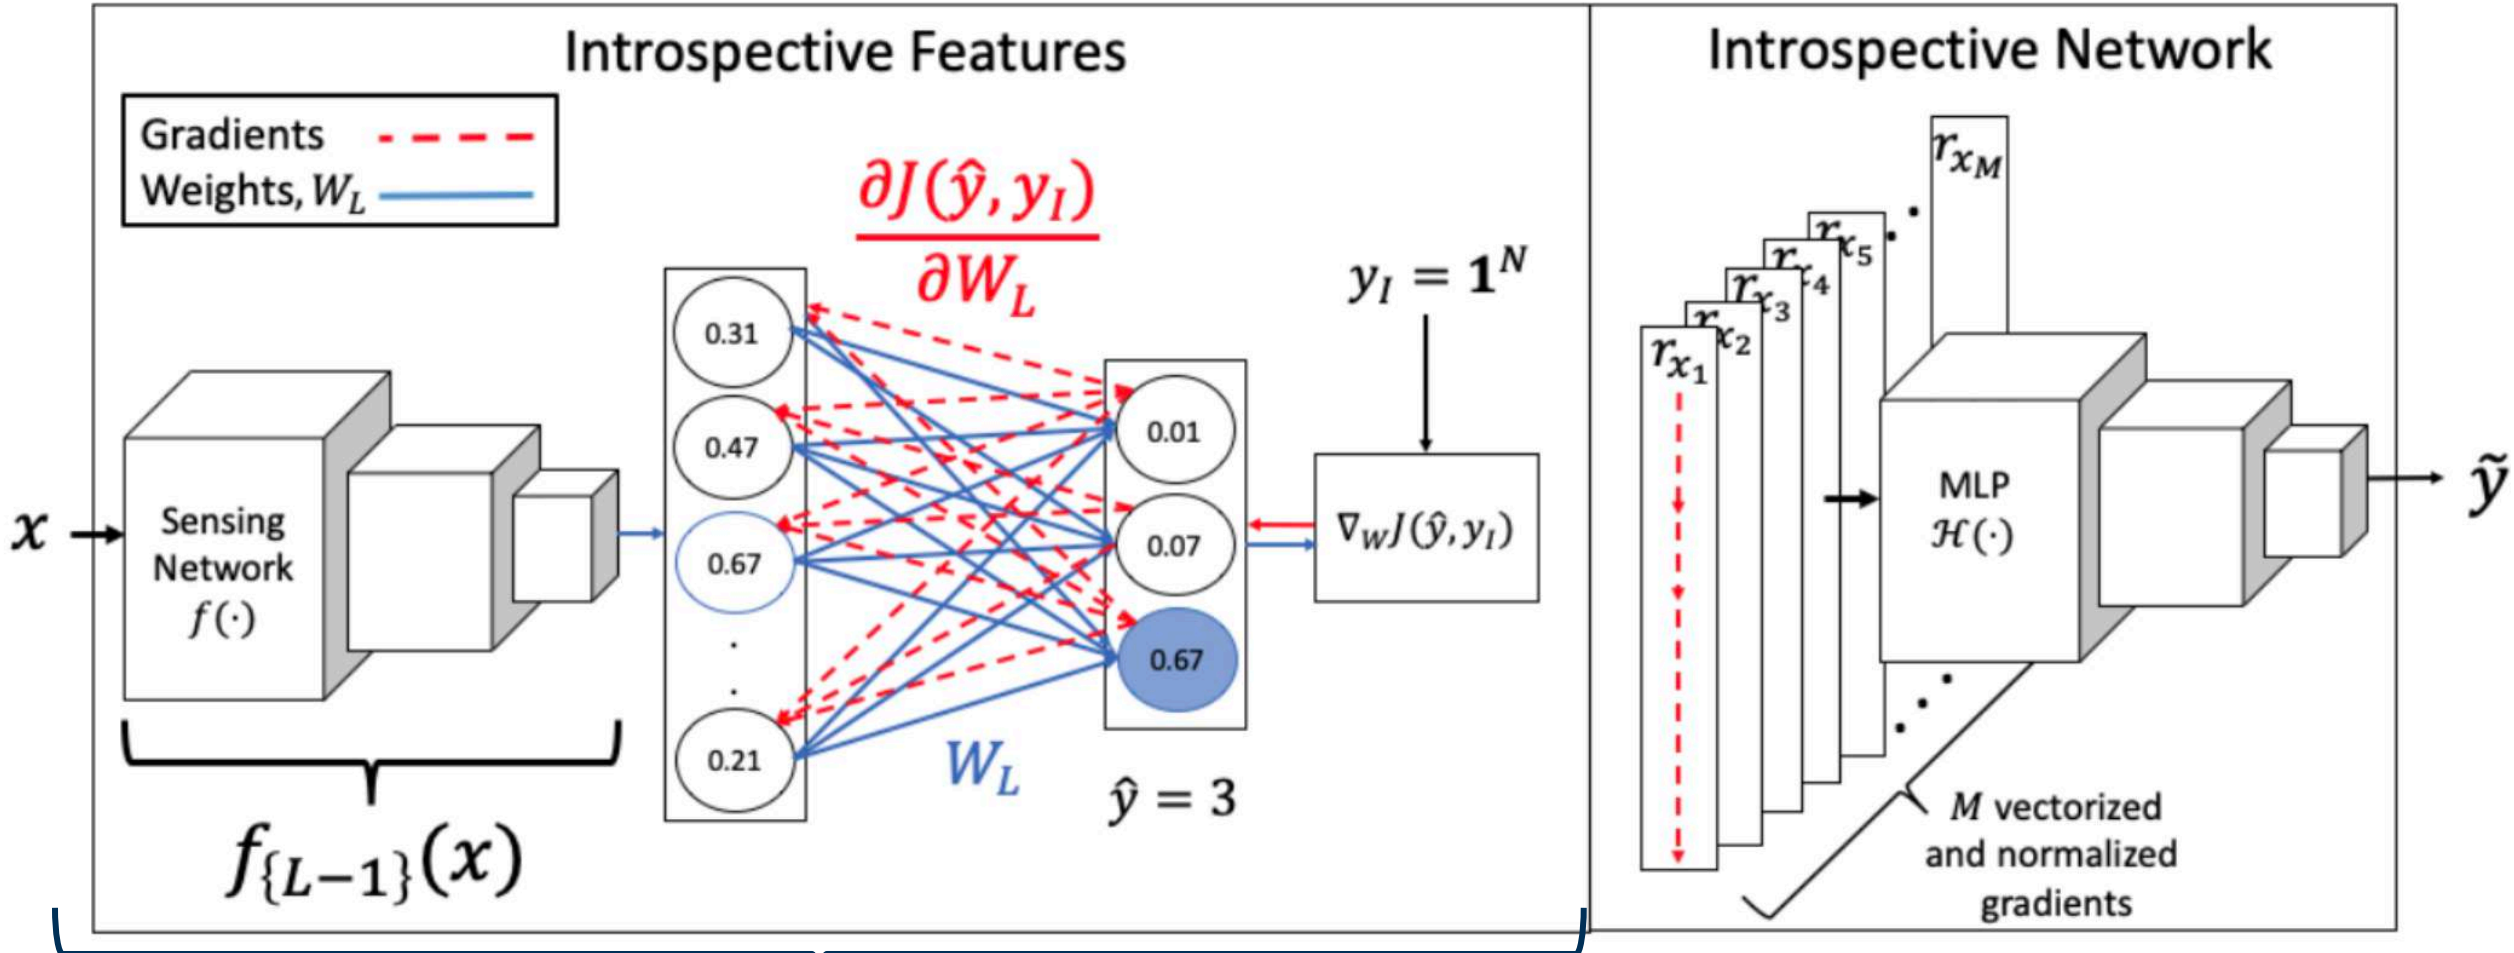 Introspective Features
Gradients
Weights, W_L
∂J(ŷ, y_I)
∂W_L
y_I = 1^N
x
Sensing
Network
f(·)
0.31
0.47
0.67
.
.
0.21
0.01
0.07
0.67
∇_W J(ŷ, y_I)
W_L
ŷ = 3
f_{L−1}(x)
Introspective Network
r_{x_M}
r_{x_5}
r_{x_4}
r_{x_3}
r_{x_2}
r_{x_1}
MLP
ℋ(·)
ỹ
M vectorized
and normalized
gradients